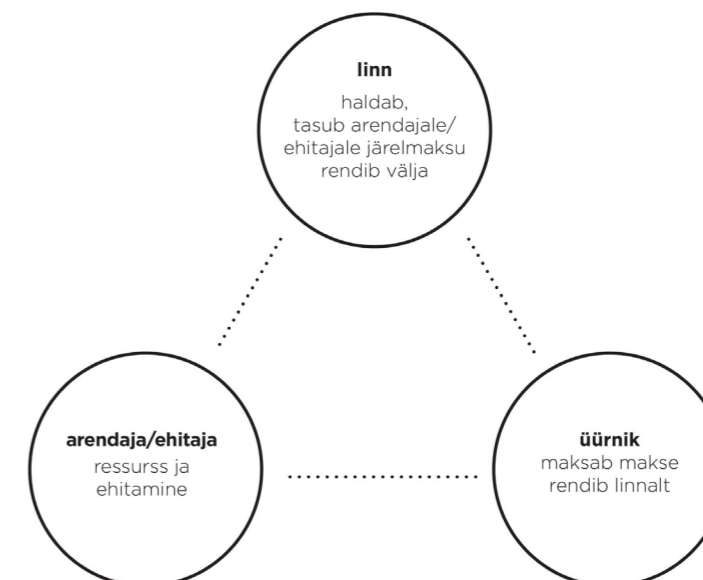 linn
haldab,
tasub arendajale/
ehitajale järelmaksu
rendib välja
arendaja/ehitaja
ressurss ja
ehitamine
üürnik
maksab makse
rendib linnalt